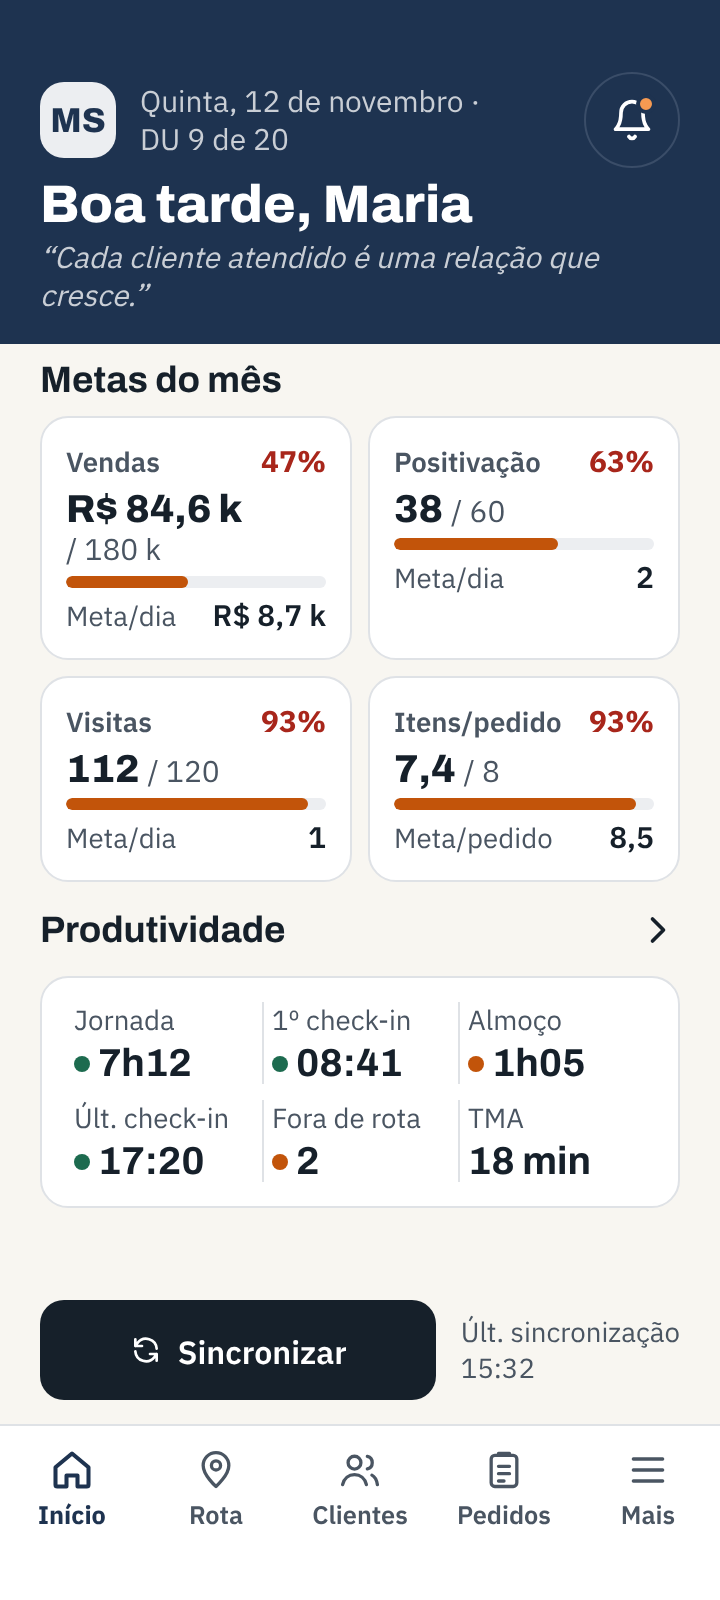 MS
Quinta, 12 de novembro ·
DU 9 de 20
Boa tarde, Maria
“Cada cliente atendido é uma relação que
cresce.”
Metas do mês
Vendas 47%
R$ 84,6 k
/ 180 k
Meta/dia R$ 8,7 k
Positivação 63%
38 / 60
Meta/dia 2
Visitas 93%
112 / 120
Meta/dia 1
Itens/pedido 93%
7,4 / 8
Meta/pedido 8,5
Produtividade
Jornada 1º check-in Almoço
7h12 08:41 1h05
Últ. check-in Fora de rota TMA
17:20 2 18 min
Sincronizar
Últ. sincronização
15:32
Início Rota Clientes Pedidos Mais